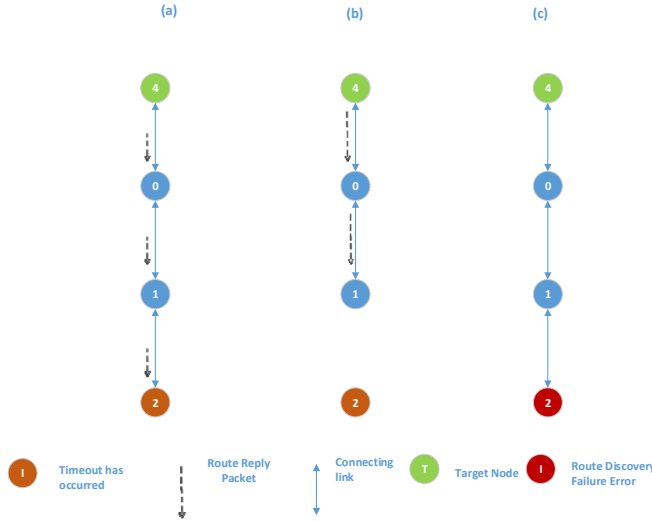 (a) (b) (c)
4 4 4
0 0 0
1 1 1
2 2 2
I Timeout has occurred
Route Reply Packet
Connecting link
T Target Node
I Route Discovery Failure Error